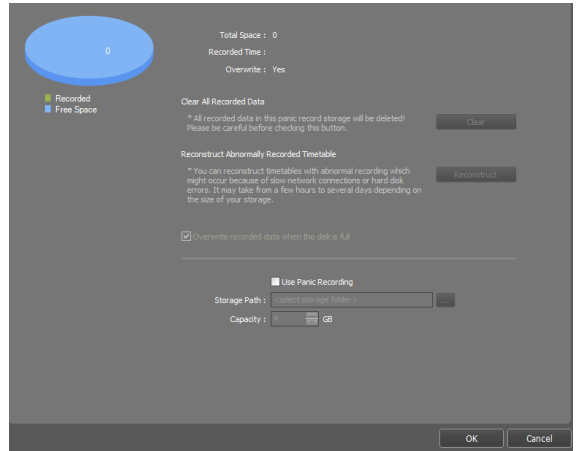 0
Recorded
Free Space
Total Space : 0
Recorded Time :
Overwrite : Yes
Clear All Recorded Data
* All recorded data in this panic record storage will be deleted!
Please be careful before checking this button.
Clear
Reconstruct Abnormally Recorded Timetable
* You can reconstruct timetables with abnormal recording which
might occur because of slow network connections or hard disk
errors. It may take from a few hours to several days depending on
the size of your storage.
Reconstruct
Overwrite recorded data when the disk is full
Use Panic Recording
Storage Path : <select storage folder> ...
Capacity : GB
OK Cancel